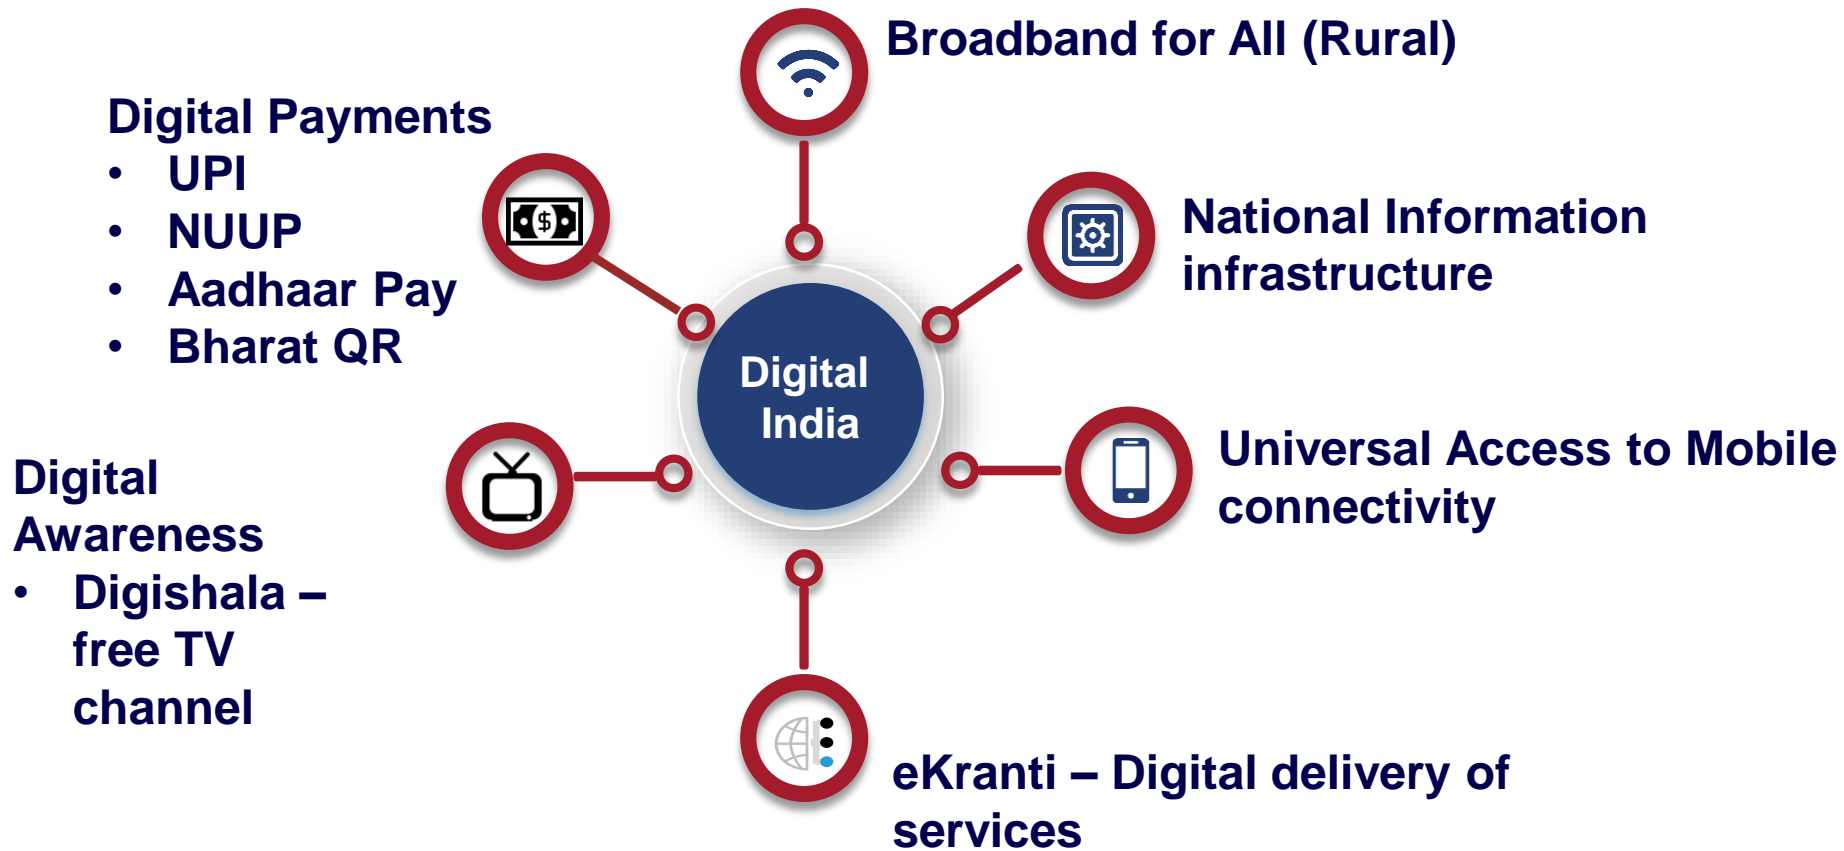 Broadband for All (Rural)
Digital Payments
• UPI
• NUUP
• Aadhaar Pay
• Bharat QR
National Information
infrastructure
Digital
India
Universal Access to Mobile
connectivity
Digital
Awareness
• Digishala –
free TV
channel
eKranti – Digital delivery of
services